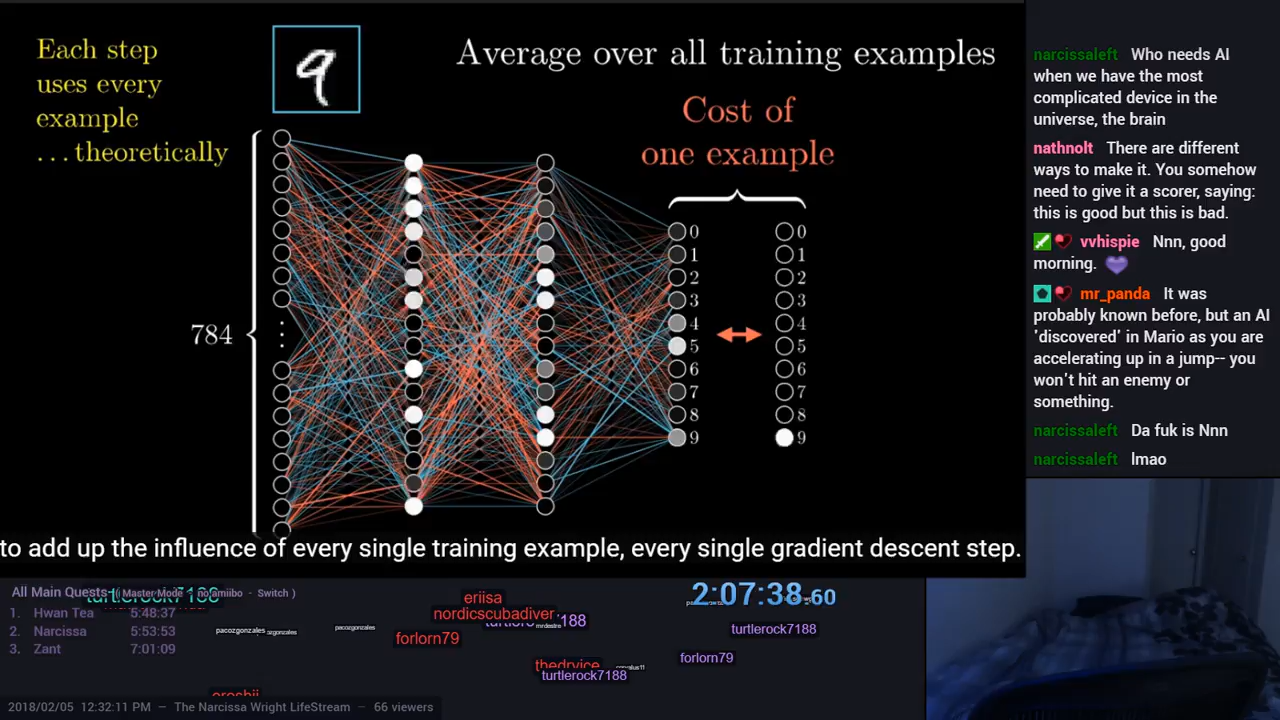 Each step
uses every
example
...theoretically
Average over all training examples
Cost of
one example
784
0 0
1 1
2 2
3 3
4 4
5 5
6 6
7 7
8 8
9 9
to add up the influence of every single training example, every single gradient descent step.
narcissaleft Who needs AI
when we have the most
complicated device in the
universe, the brain
nathnolt There are different
ways to make it. You somehow
need to give it a scorer, saying:
this is good but this is bad.
vvhispie Nnn, good
morning.
mr_panda It was
probably known before, but an AI
'discovered' in Mario as you are
accelerating up in a jump-- you
won't hit an enemy or
something.
narcissaleft Da fuk is Nnn
narcissaleft lmao
All Main Quests ( Master Mode - no amiibo - Switch )
turtlerock7188
1. Hwan Tea 5:48:37
2. Narcissa 5:53:53
3. Zant 7:01:09
pacozgonzales
pacozgonzales
eriisa
nordicscubadiver
forlorn79
thedrvice
turtlerock7188
2:07:38.60
turtlerock7188
forlorn79
2018/02/05 12:32:11 PM — The Narcissa Wright LifeStream — 66 viewers